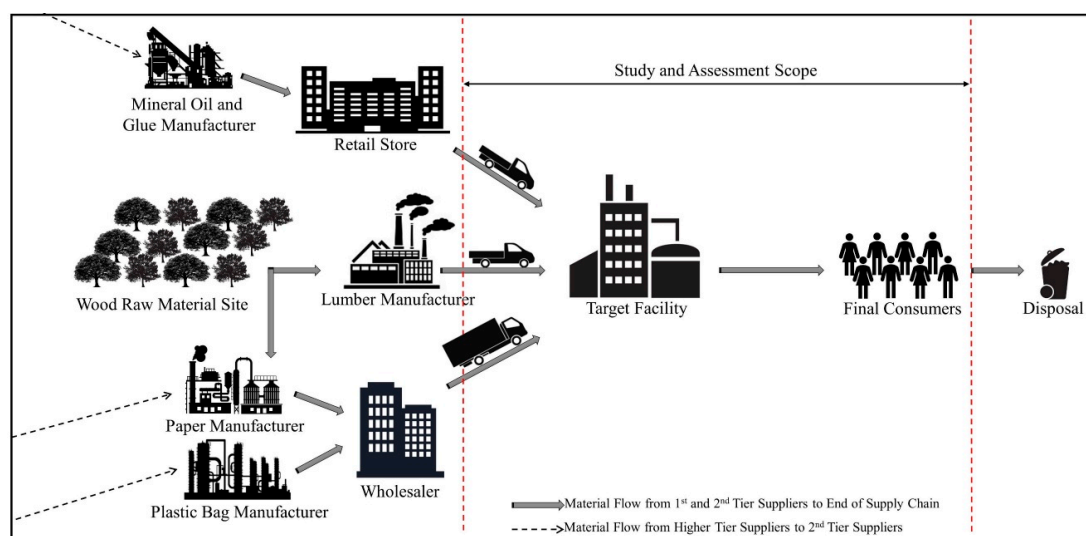 Study and Assessment Scope
Mineral Oil and
Glue Manufacturer
Retail Store
Wood Raw Material Site
Lumber Manufacturer
Target Facility
Final Consumers
Disposal
Paper Manufacturer
Plastic Bag Manufacturer
Wholesaler
Material Flow from 1st and 2nd Tier Suppliers to End of Supply Chain
Material Flow from Higher Tier Suppliers to 2nd Tier Suppliers